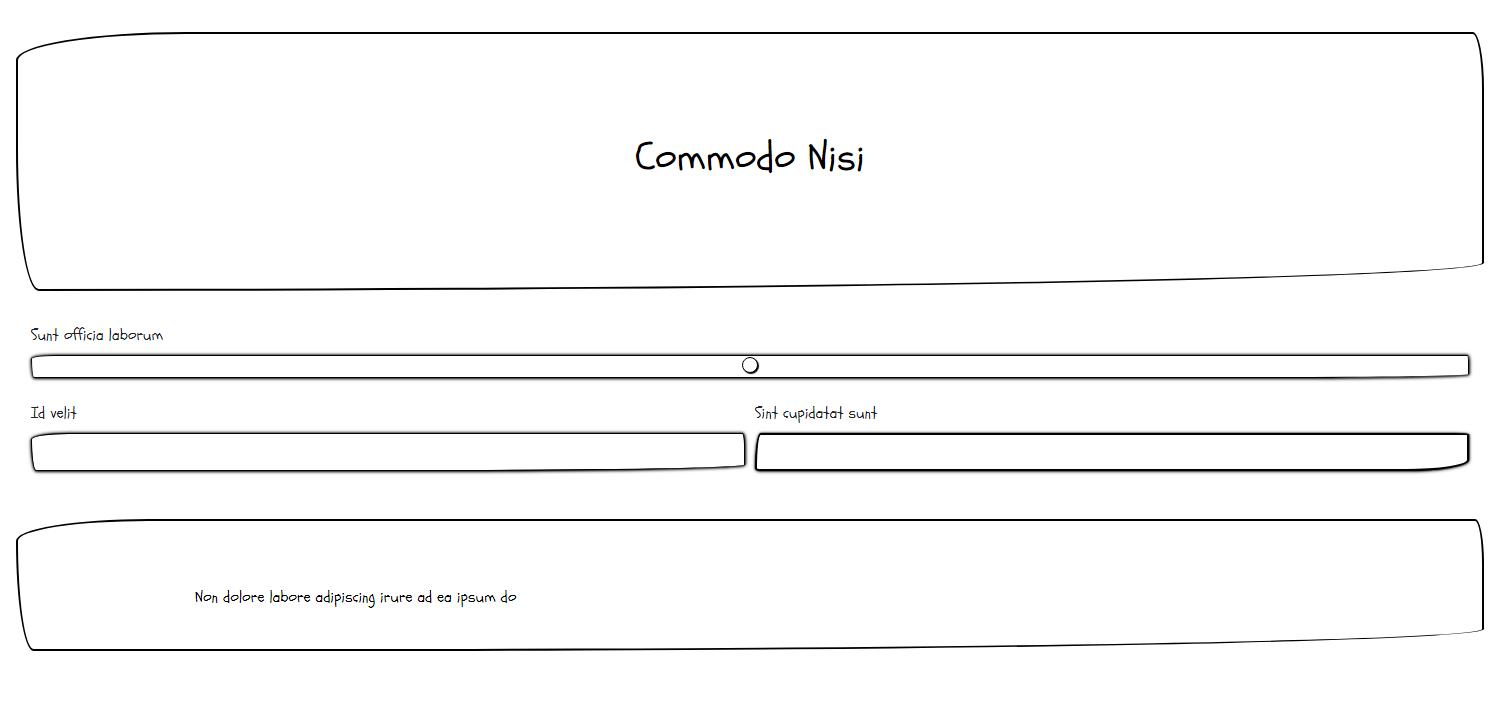 Commodo Nisi
Sunt officia laborum
Id velit
Sint cupidatat sunt
Non dolore labore adipiscing irure ad ea ipsum do